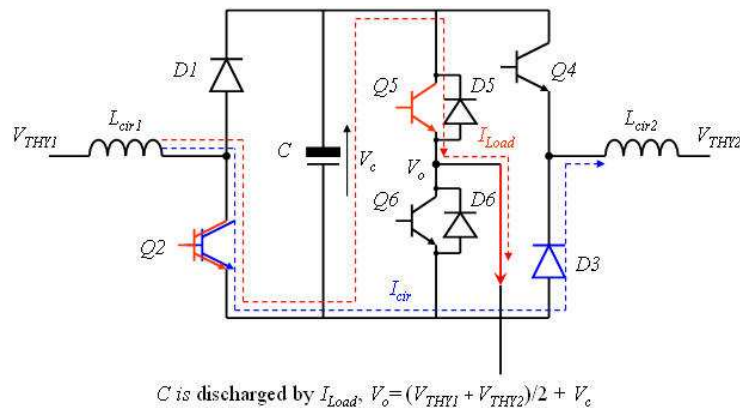 D1
Q4
Q5
D5
L_cir1
L_cir2
V_THY1
C
V_c
I_Load
V_THY2
V_o
Q6
D6
Q2
D3
I_cir
C is discharged by I_Load, V_o=(V_THY1 + V_THY2)/2 + V_c